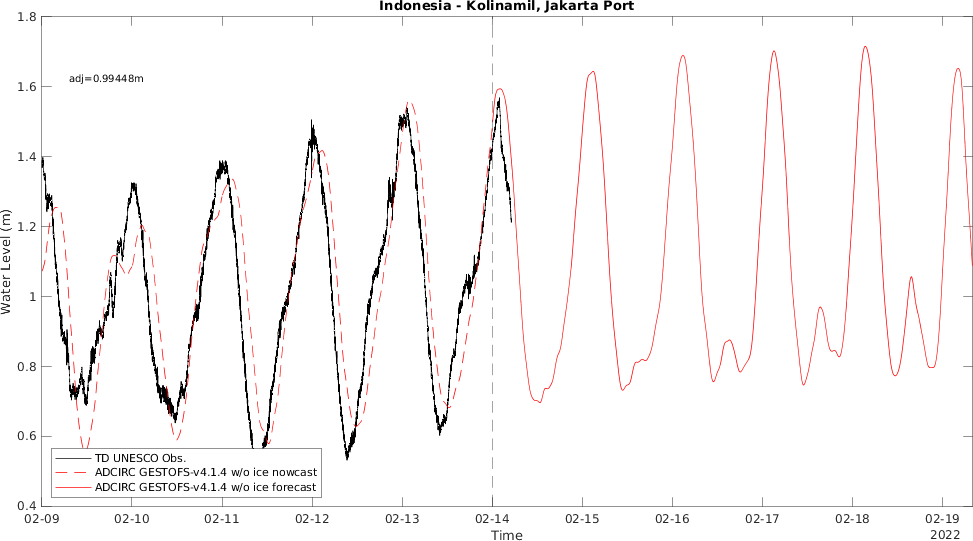 Indonesia - Kolinamil, Jakarta Port
1.8
1.6
1.4
1.2
1
0.8
0.6
0.4
Water Level (m)
adj=0.99448m
TD UNESCO Obs.
ADCIRC GESTOFS-v4.1.4 w/o ice nowcast
ADCIRC GESTOFS-v4.1.4 w/o ice forecast
02-09 02-10 02-11 02-12 02-13 02-14 02-15 02-16 02-17 02-18 02-19
Time
2022